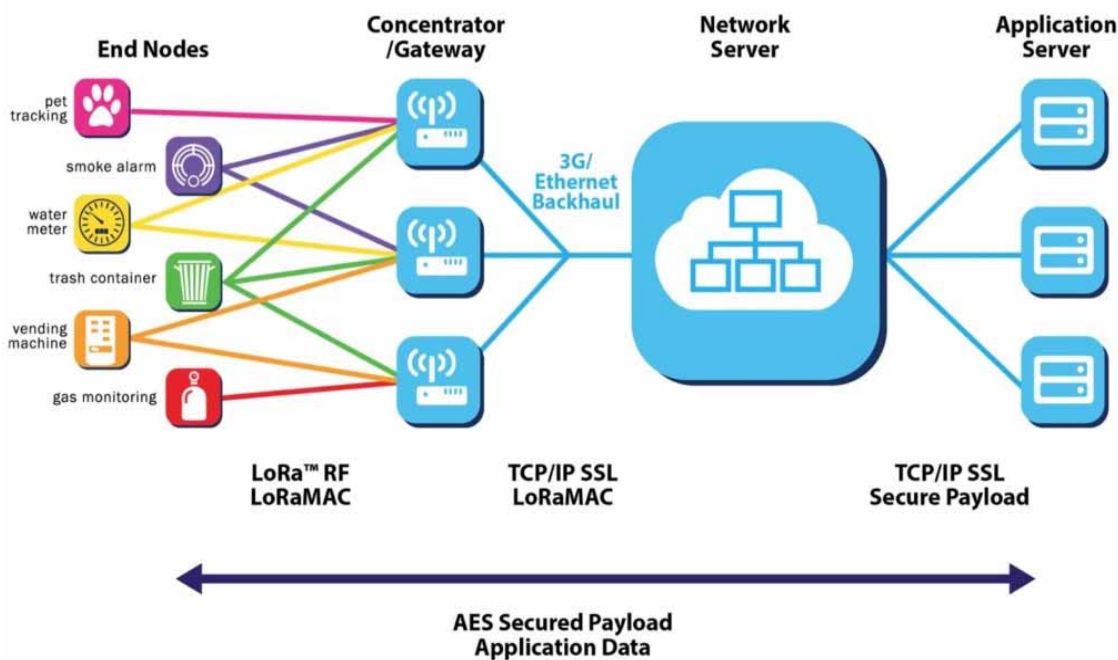 End Nodes
Concentrator
/Gateway
Network
Server
Application
Server
pet
tracking
smoke alarm
water
meter
trash container
vending
machine
gas monitoring
3G/
Ethernet
Backhaul
LoRa™ RF
LoRaMAC
TCP/IP SSL
LoRaMAC
TCP/IP SSL
Secure Payload
AES Secured Payload
Application Data